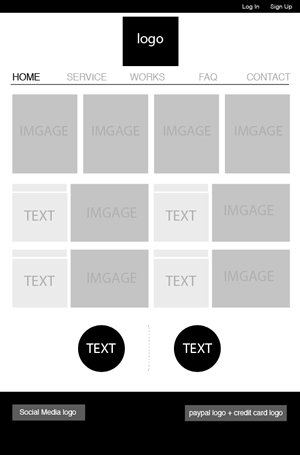 Log In Sign Up
logo
HOME SERVICE WORKS FAQ CONTACT
IMGAGE IMGAGE IMGAGE IMGAGE
TEXT IMGAGE TEXT IMGAGE
TEXT IMGAGE TEXT IMGAGE
TEXT TEXT
Social Media logo paypal logo + credit card logo